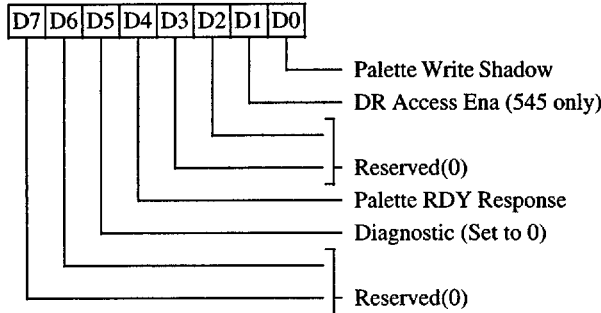 D7 D6 D5 D4 D3 D2 D1 D0
Palette Write Shadow
DR Access Ena (545 only)
Reserved(0)
Palette RDY Response
Diagnostic (Set to 0)
Reserved(0)